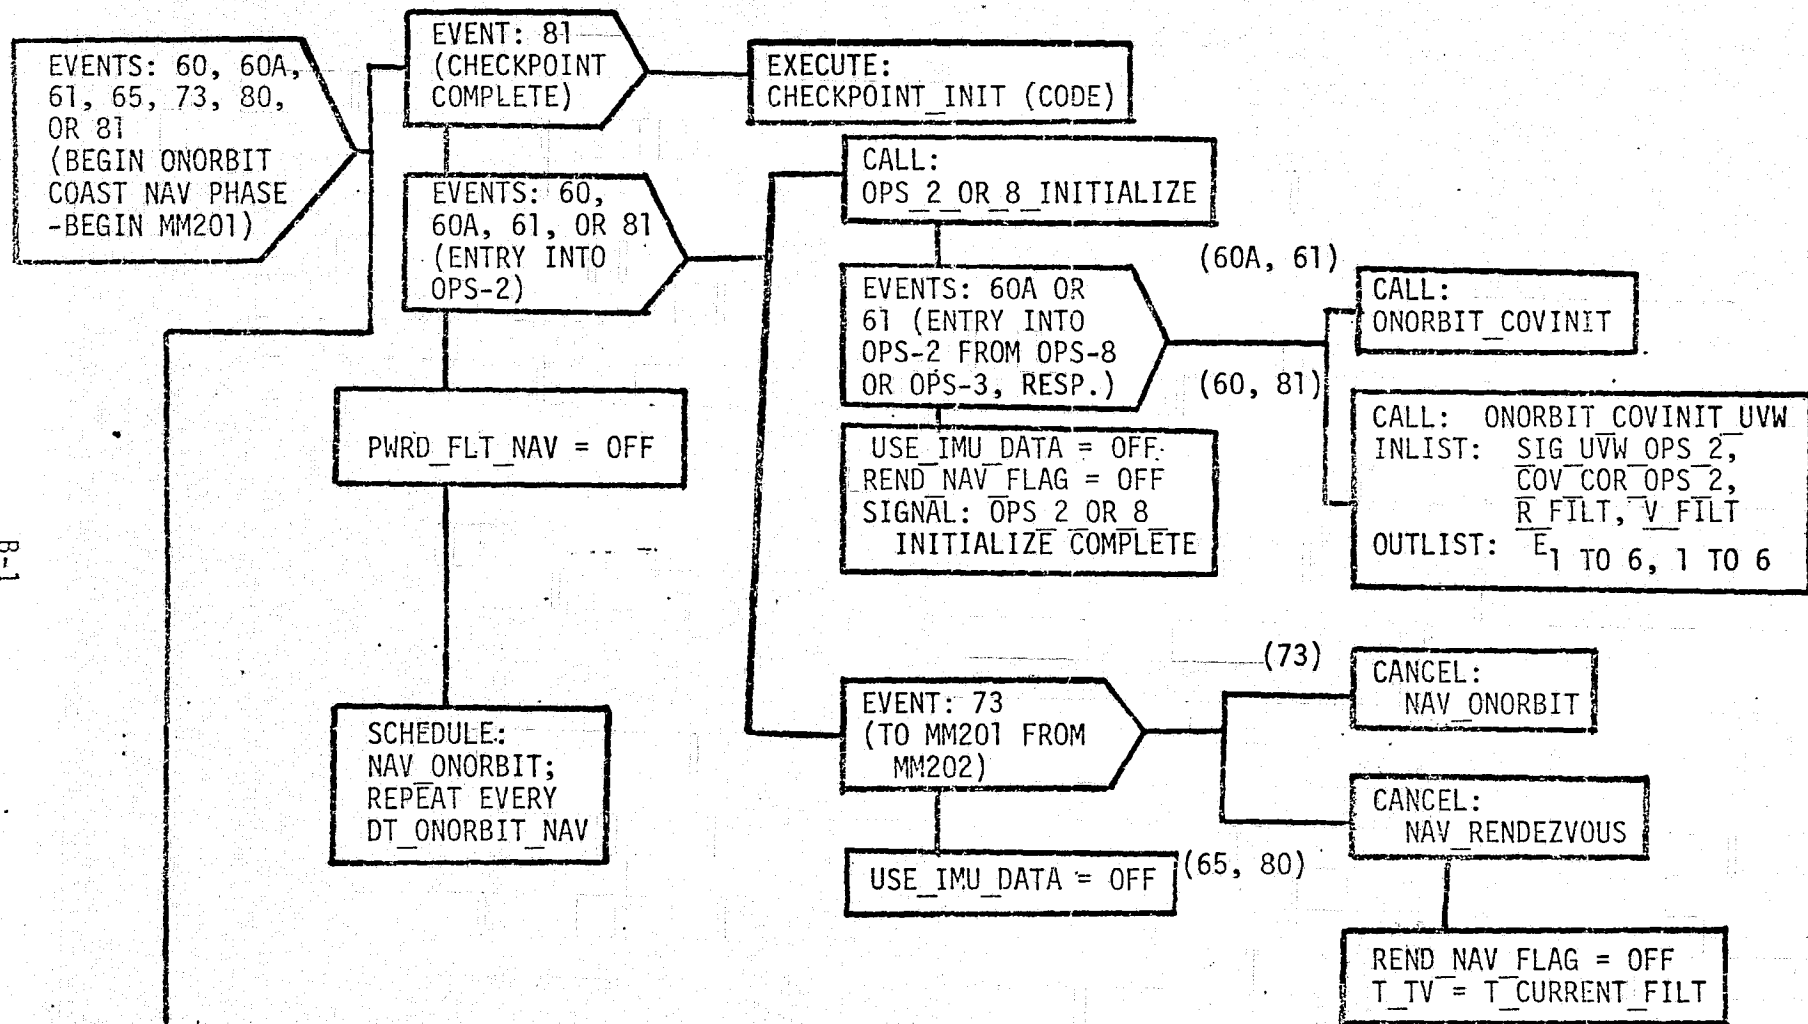 EVENTS: 60, 60A,
61, 65, 73, 80,
OR 81
(BEGIN ONORBIT
COAST NAV PHASE
-BEGIN MM201)
EVENT: 81
(CHECKPOINT
COMPLETE)
EXECUTE:
CHECKPOINT_INIT (CODE)
EVENTS: 60,
60A, 61, OR 81
(ENTRY INTO
OPS-2)
CALL:
OPS_2_OR_8_INITIALIZE
EVENTS: 60A OR
61 (ENTRY INTO
OPS-2 FROM OPS-8
OR OPS-3, RESP.)
(60A, 61)
CALL:
ONORBIT_COVINIT
(60, 81)
CALL: ONORBIT_COVINIT_UVW
INLIST: SIG_UVW_OPS_2,
COV_COR_OPS_2,
R_FILT, V_FILT
OUTLIST: E1 TO 6, 1 TO 6
USE_IMU_DATA = OFF
REND_NAV_FLAG = OFF
SIGNAL: OPS_2_OR_8_
INITIALIZE_COMPLETE
PWRD_FLT_NAV = OFF
SCHEDULE:
NAV_ONORBIT;
REPEAT EVERY
DT_ONORBIT_NAV
EVENT: 73
(TO MM201 FROM
MM202)
(73)
CANCEL:
NAV_ONORBIT
CANCEL:
NAV_RENDEZVOUS
USE_IMU_DATA = OFF
(65, 80)
REND_NAV_FLAG = OFF
T_TV = T_CURRENT_FILT
B-1